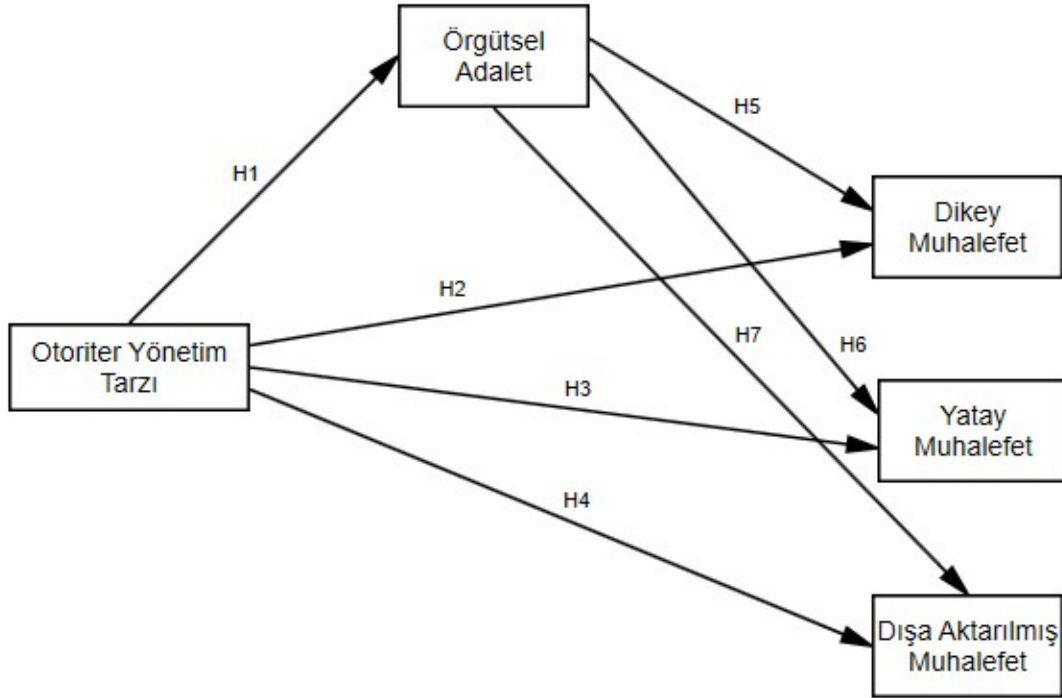 Örgütsel
Adalet
H5
H1
Dikey
Muhalefet
H2
H7
H6
Otoriter Yönetim
Tarzı
H3
Yatay
Muhalefet
H4
Dışa Aktarılmış
Muhalefet